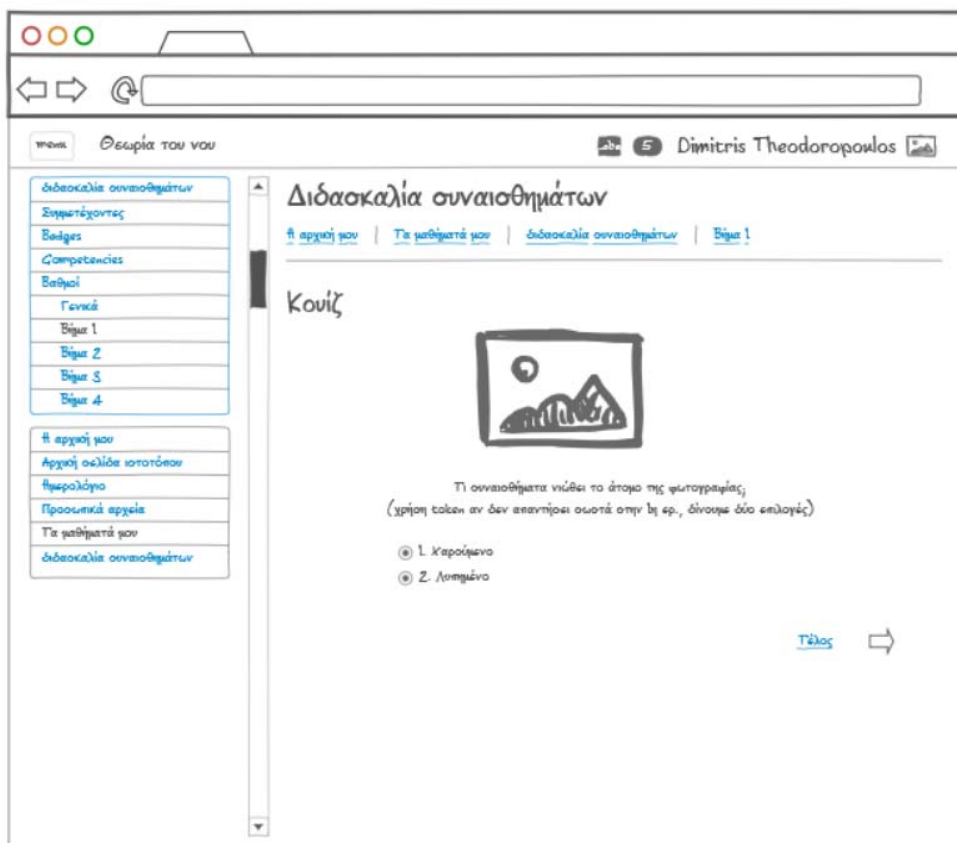 menu Θεωρία του νου abc 5 Dimitris Theodoropoulos
διδασκαλία συναισθημάτων
Συμμετέχοντες
Badges
Competencies
Βαθμοί
Γενικά
Βήμα 1
Βήμα 2
Βήμα 3
Βήμα 4
Η αρχική μου
Αρχική σελίδα ιστοτόπου
Ημερολόγιο
Προσωπικά αρχεία
Τα μαθήματά μου
διδασκαλία συναισθημάτων
Διδασκαλία συναισθημάτων
Η αρχική μου | Τα μαθήματά μου | διδασκαλία συναισθημάτων | Βήμα 1
Κουίζ
Τι συναισθήματα νιώθει το άτομο της φωτογραφίας;
(χρήση token αν δεν απαντήσει σωστά στην 1η ερ., δίνουμε δύο επιλογές)
1. Χαρούμενο
2. Λυπημένο
Τέλος